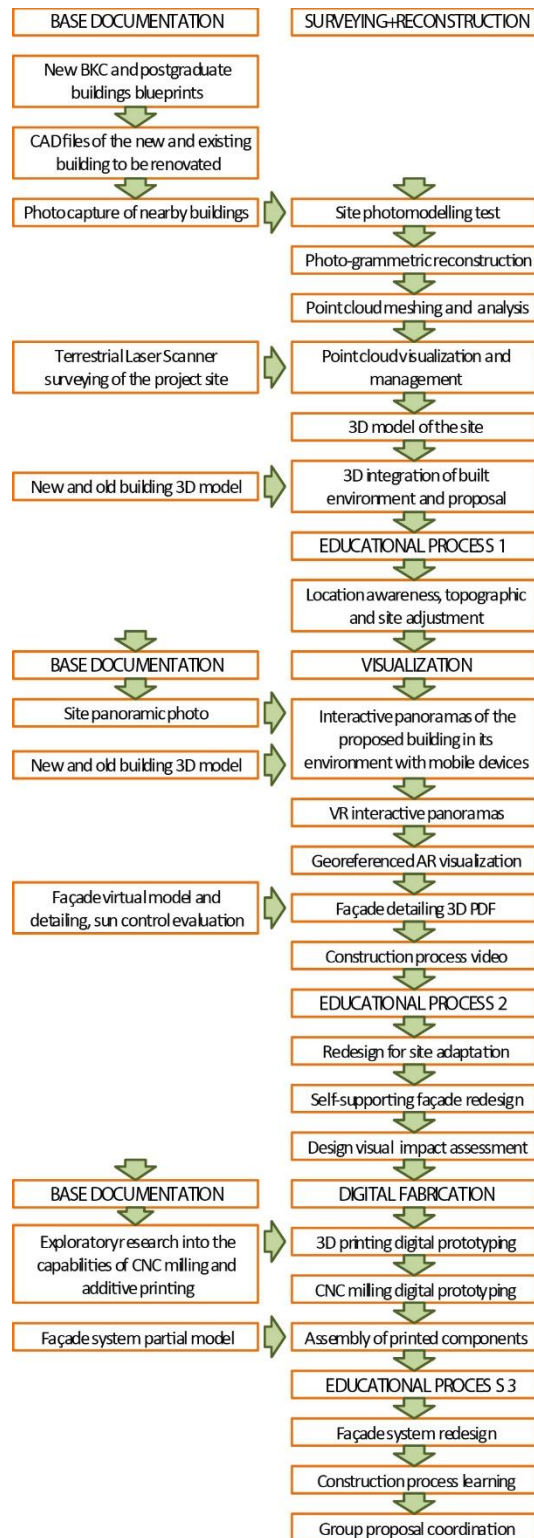 BASE DOCUMENTATION
SURVEYING+RECONSTRUCTION
New BKC and postgraduate
buildings blueprints
CAD files of the new and existing
building to be renovated
Photo capture of nearby buildings
Site photomodelling test
Photo-grammetric reconstruction
Point cloud meshing and analysis
Terrestrial Laser Scanner
surveying of the project site
Point cloud visualization and
management
3D model of the site
New and old building 3D model
3D integration of built
environment and proposal
EDUCATIONAL PROCESS 1
Location awareness, topographic
and site adjustment
BASE DOCUMENTATION
VISUALIZATION
Site panoramic photo
New and old building 3D model
Interactive panoramas of the
proposed building in its
environment with mobile devices
VR interactive panoramas
Georeferenced AR visualization
Façade virtual model and
detailing, sun control evaluation
Façade detailing 3D PDF
Construction process video
EDUCATIONAL PROCESS 2
Redesign for site adaptation
Self-supporting façade redesign
Design visual impact assessment
BASE DOCUMENTATION
DIGITAL FABRICATION
Exploratory research into the
capabilities of CNC milling and
additive printing
3D printing digital prototyping
CNC milling digital prototyping
Façade system partial model
Assembly of printed components
EDUCATIONAL PROCES S 3
Façade system redesign
Construction process learning
Group proposal coordination